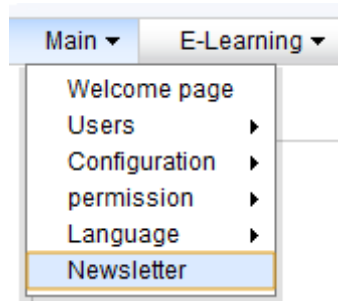 Main ▾ E-Learning ▾
Welcome page
Users
Configuration
permission
Language
Newsletter